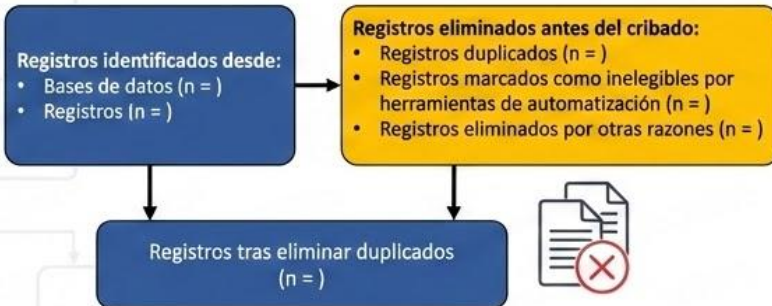 Registros identificados desde:
• Bases de datos (n = )
• Registros (n = )
Registros eliminados antes del cribado:
• Registros duplicados (n = )
• Registros marcados como inelegibles por
herramientas de automatización (n = )
• Registros eliminados por otras razones (n = )
Registros tras eliminar duplicados
(n = )